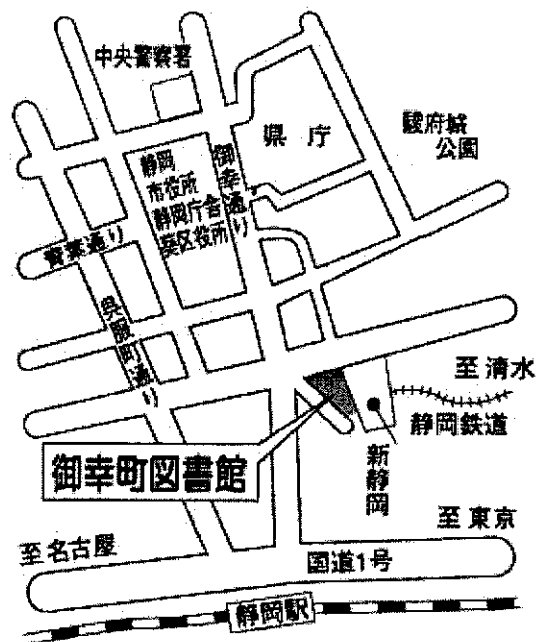 中央警察署
県庁
駿府城
公園
御幸通り
静岡
市役所
静岡庁舎
葵区役所
青葉通り
呉服町通り
至清水
静岡鉄道
新静岡
御幸町図書館
至東京
至名古屋
国道1号
静岡駅